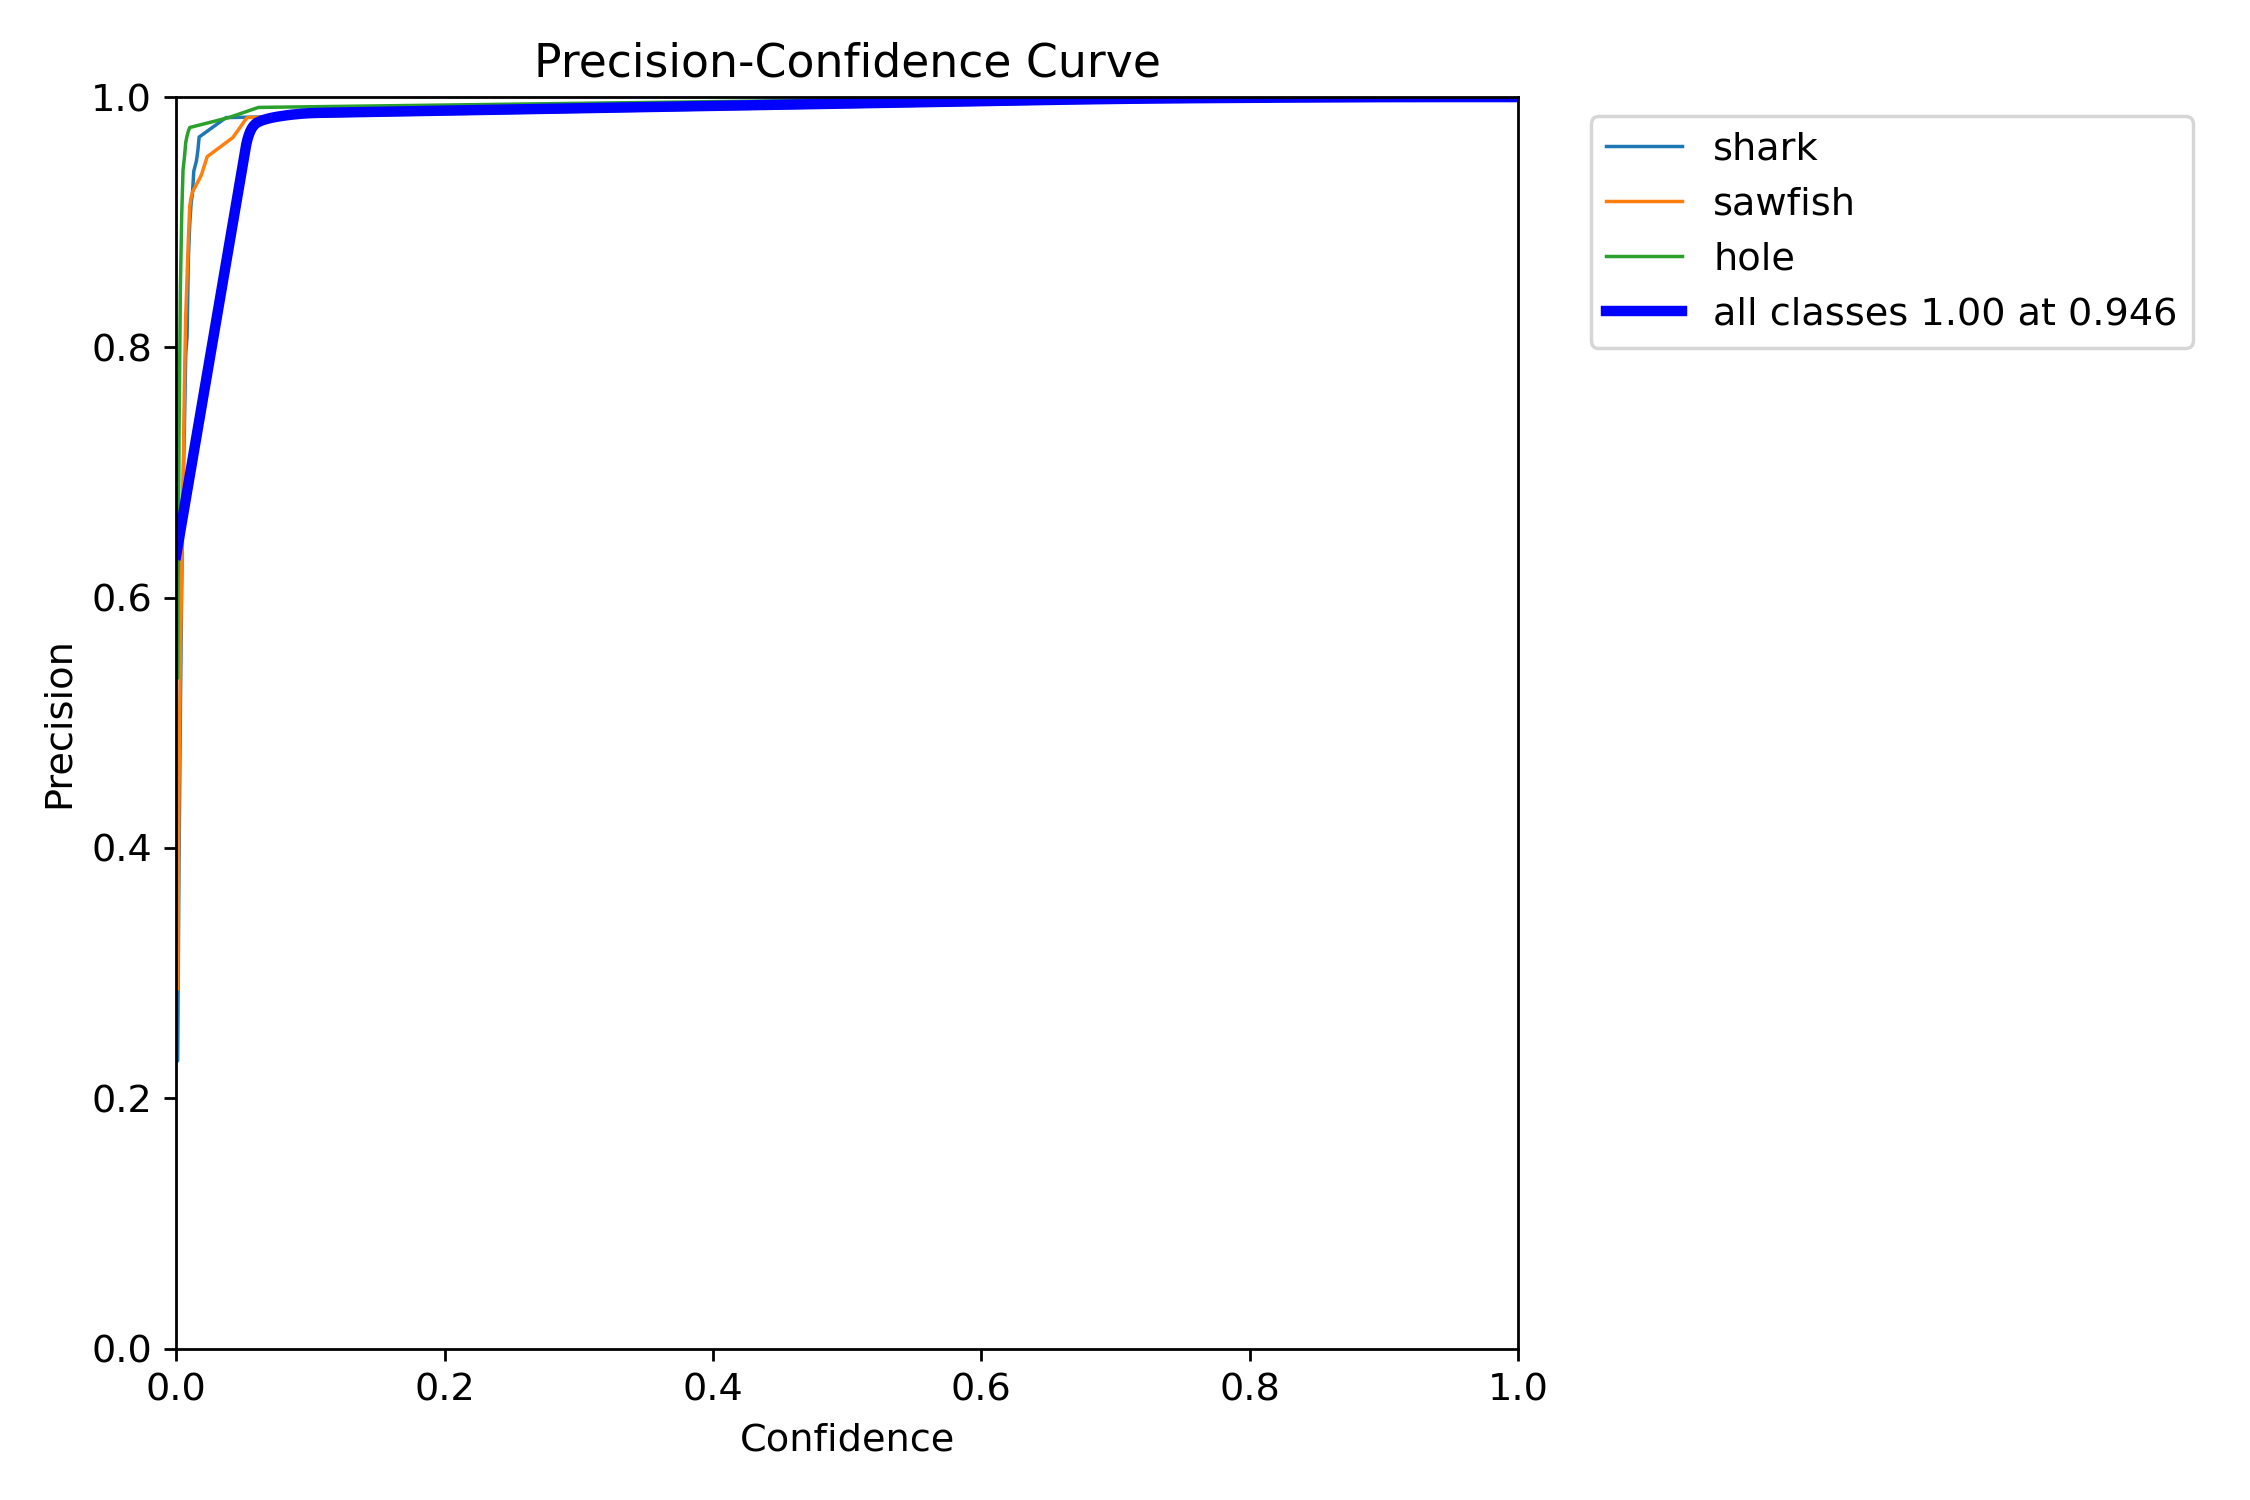 Precision-Confidence Curve
1.0
0.8
0.6
0.4
0.2
0.0
Precision
0.0 0.2 0.4 0.6 0.8 1.0
Confidence
shark
sawfish
hole
all classes 1.00 at 0.946